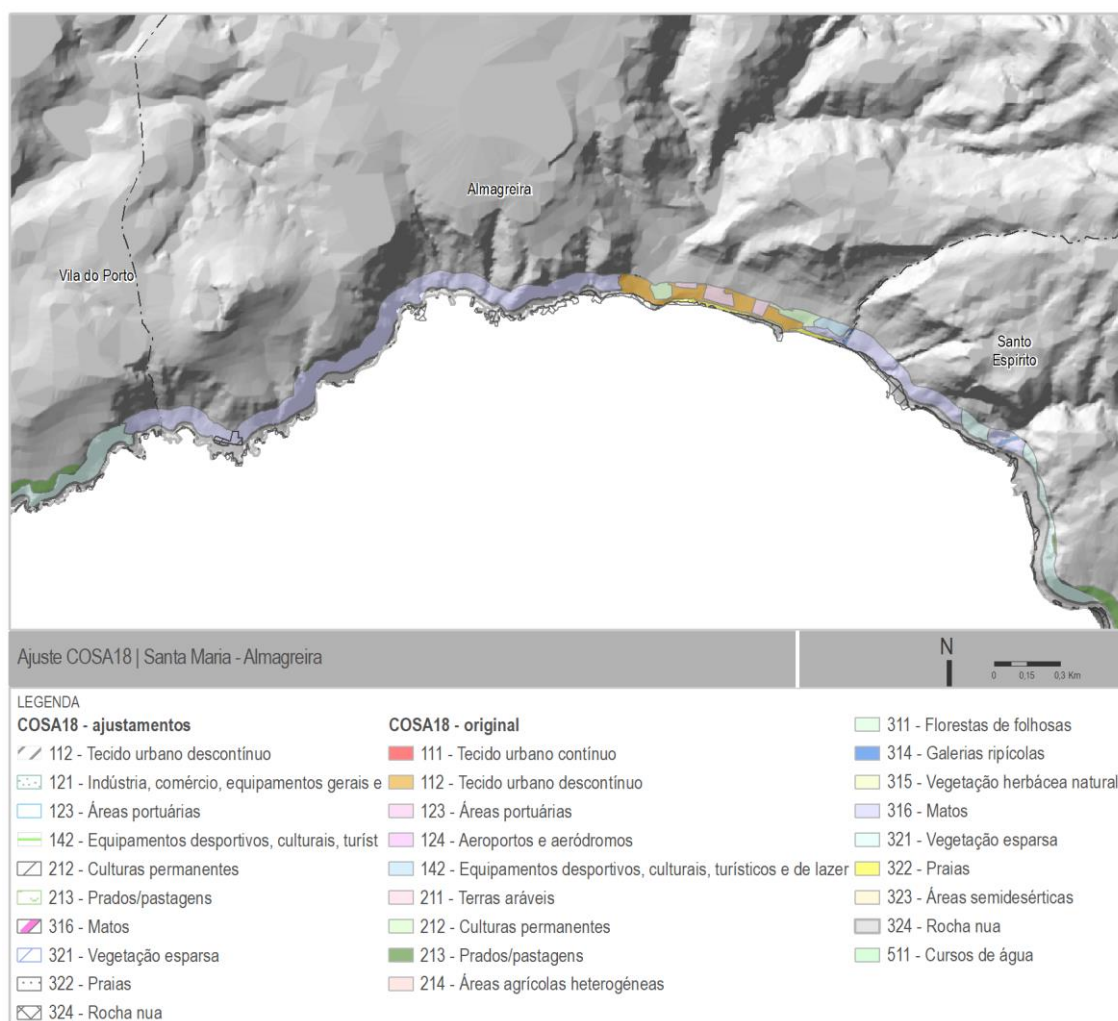 Almagreira
Vila do Porto
Santo
Espírito
Ajuste COSA18 | Santa Maria - Almagreira
N
0 0,15 0,3 Km
LEGENDA
COSA18 - ajustamentos
112 - Tecido urbano descontínuo
121 - Indústria, comércio, equipamentos gerais e
123 - Áreas portuárias
142 - Equipamentos desportivos, culturais, turíst
212 - Culturas permanentes
213 - Prados/pastagens
316 - Matos
321 - Vegetação esparsa
322 - Praias
324 - Rocha nua
COSA18 - original
111 - Tecido urbano contínuo
112 - Tecido urbano descontínuo
123 - Áreas portuárias
124 - Aeroportos e aeródromos
142 - Equipamentos desportivos, culturais, turísticos e de lazer
211 - Terras aráveis
212 - Culturas permanentes
213 - Prados/pastagens
214 - Áreas agrícolas heterogéneas
311 - Florestas de folhosas
314 - Galerias ripícolas
315 - Vegetação herbácea natural
316 - Matos
321 - Vegetação esparsa
322 - Praias
323 - Áreas semidesérticas
324 - Rocha nua
511 - Cursos de água